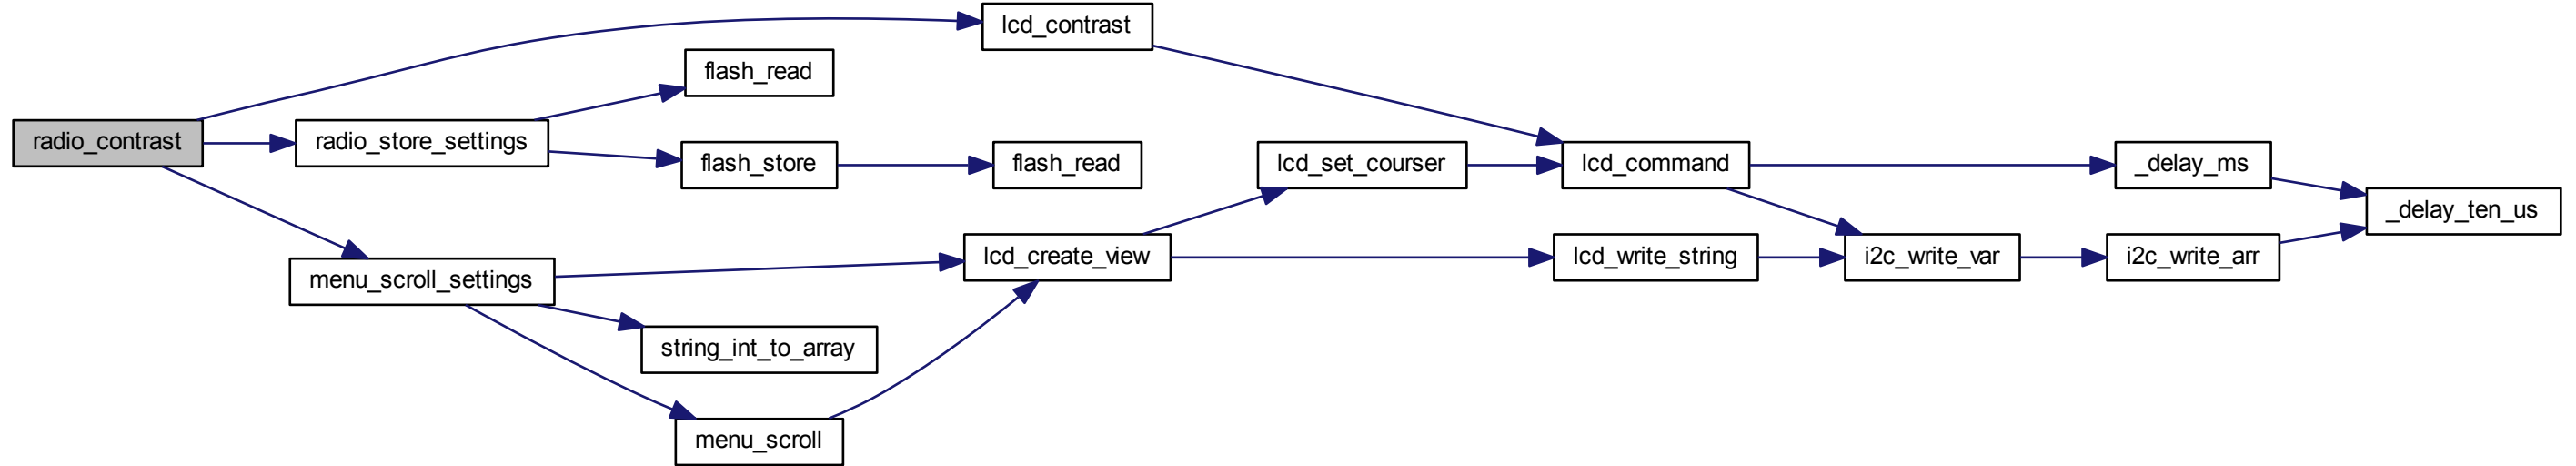 lcd_contrast
flash_read
radio_contrast
radio_store_settings
flash_store
flash_read
lcd_set_courser
lcd_command
_delay_ms
_delay_ten_us
menu_scroll_settings
lcd_create_view
lcd_write_string
i2c_write_var
i2c_write_arr
string_int_to_array
menu_scroll